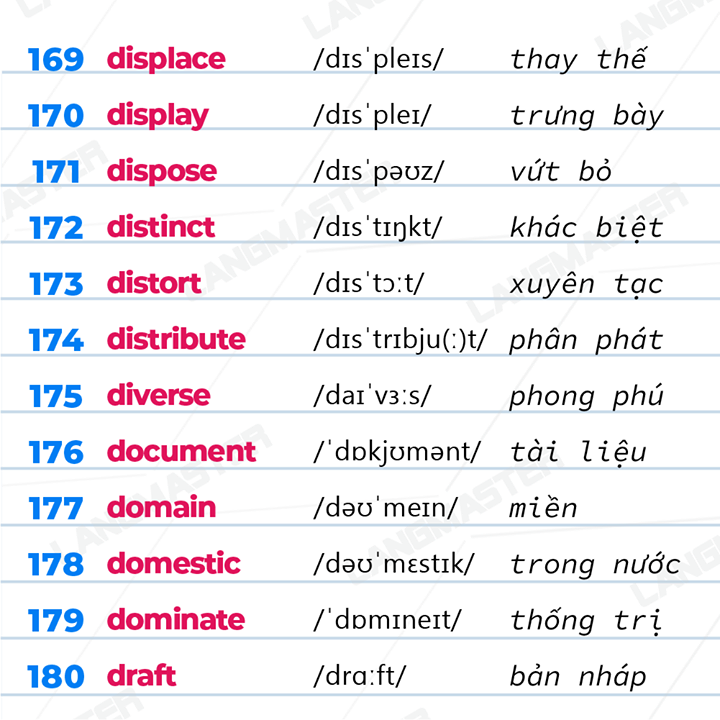 169 displace /dɪsˈpleɪs/ thay thế
170 display /dɪsˈpleɪ/ trưng bày
171 dispose /dɪsˈpəʊz/ vứt bỏ
172 distinct /dɪsˈtɪŋkt/ khác biệt
173 distort /dɪsˈtɔːt/ xuyên tạc
174 distribute /dɪsˈtrɪbju(ː)t/ phân phát
175 diverse /daɪˈvɜːs/ phong phú
176 document /ˈdɒkjʊmənt/ tài liệu
177 domain /dəʊˈmeɪn/ miền
178 domestic /dəʊˈmɛstɪk/ trong nước
179 dominate /ˈdɒmɪneɪt/ thống trị
180 draft /drɑːft/ bản nháp